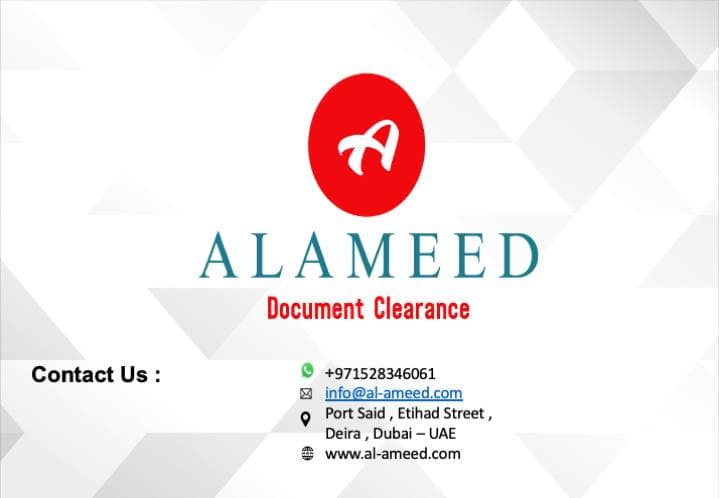 A
ALAMEED
Document Clearance
Contact Us :
+971528346061
info@al-ameed.com
Port Said , Etihad Street ,
Deira , Dubai – UAE
www.al-ameed.com